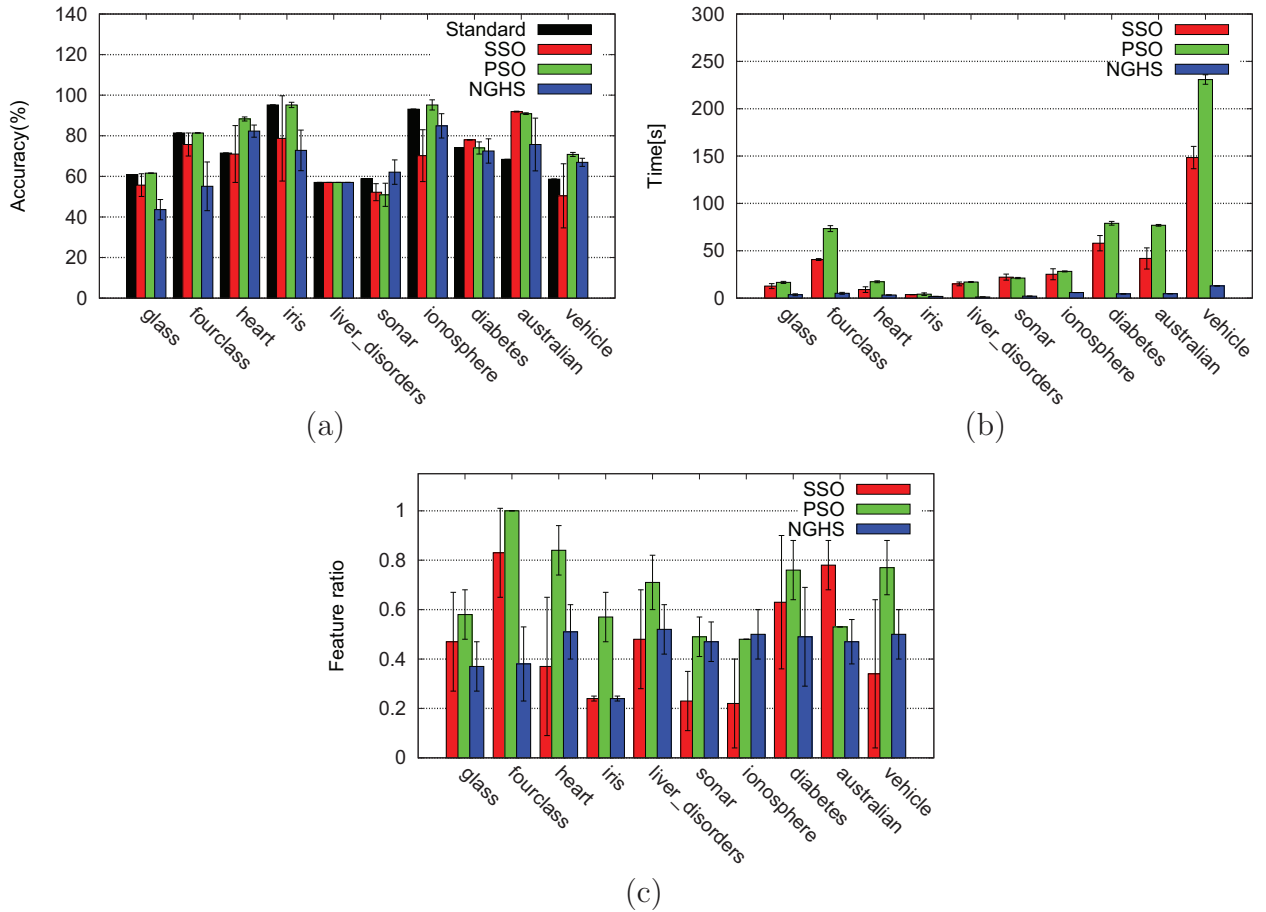 Accuracy(%)
140
120
100
80
60
40
20
0
Standard
SSO
PSO
NGHS
glass
fourclass
heart
iris
liver_disorders
sonar
ionosphere
diabetes
australian
vehicle
(a)
Time[s]
300
250
200
150
100
50
0
SSO
PSO
NGHS
glass
fourclass
heart
iris
liver_disorders
sonar
ionosphere
diabetes
australian
vehicle
(b)
Feature ratio
1
0.8
0.6
0.4
0.2
0
SSO
PSO
NGHS
glass
fourclass
heart
iris
liver_disorders
sonar
ionosphere
diabetes
australian
vehicle
(c)